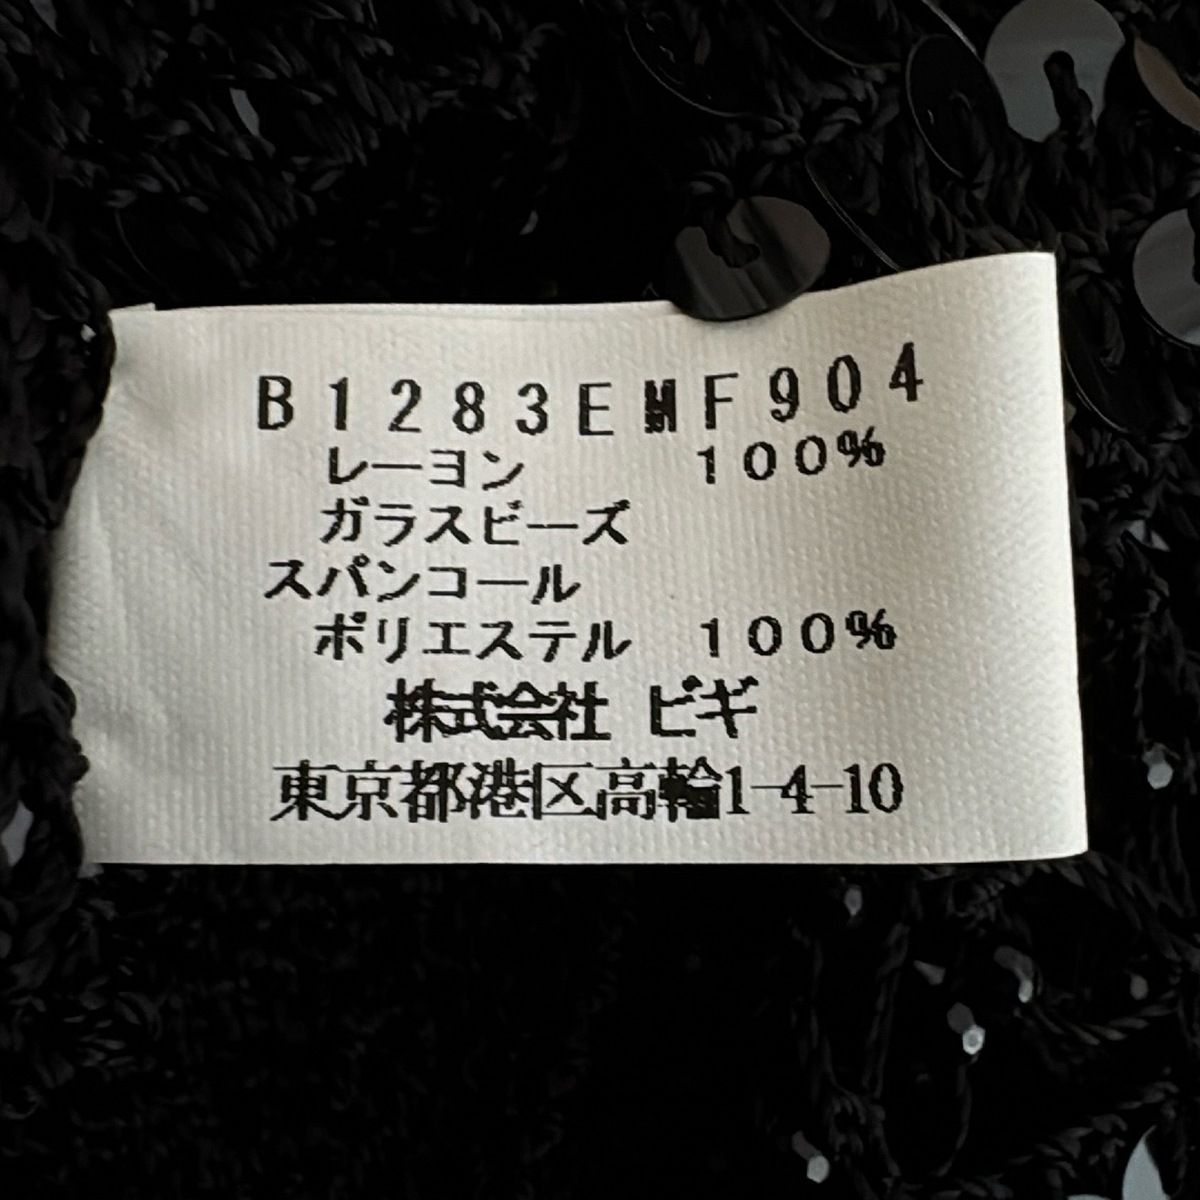 B1283EMF904
レーヨン 100%
ガラスビーズ
スパンコール
ポリエステル 100%
株式会社 ビギ
東京都港区高輪1-4-10